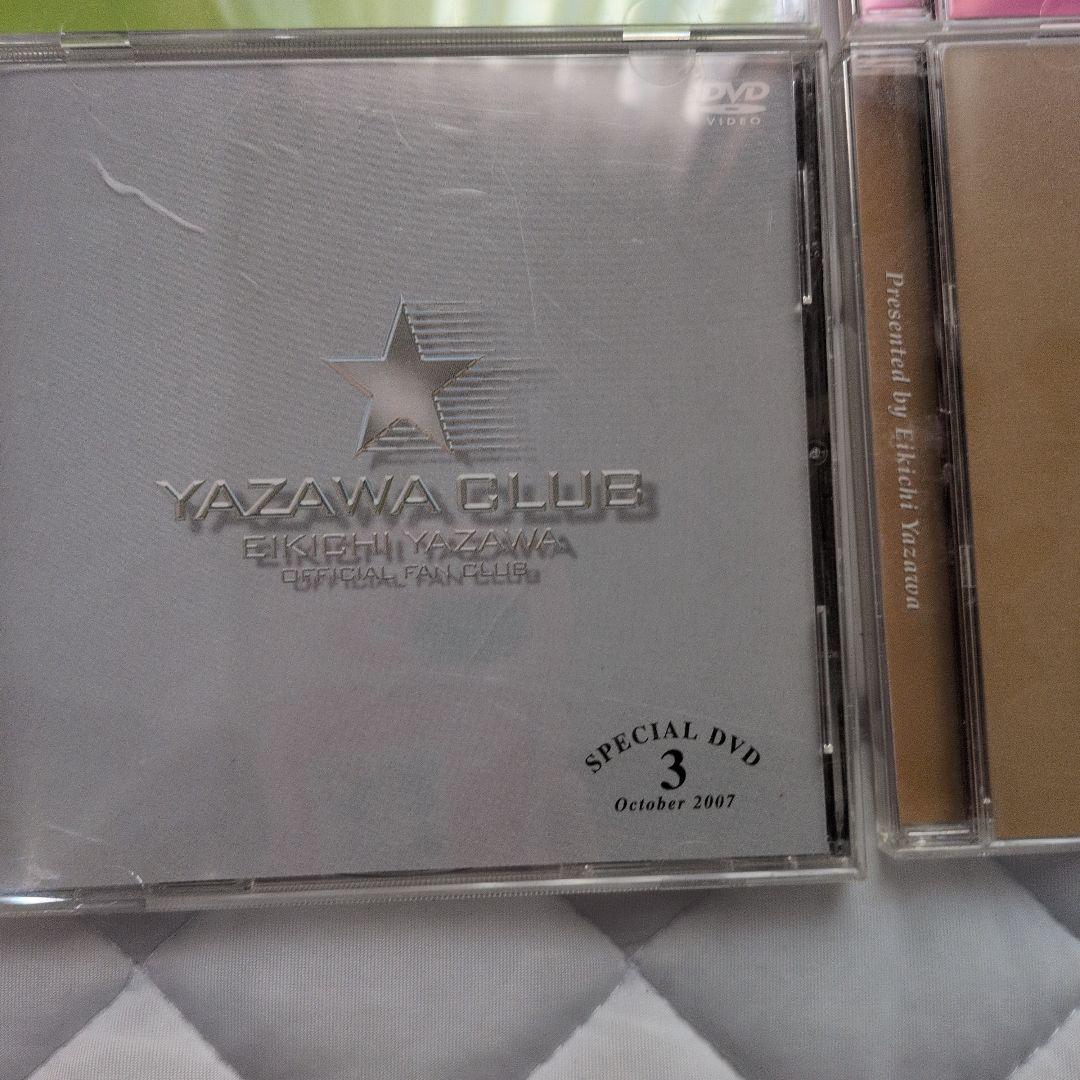 DVD
VIDEO
YAZAWA CLUB
EIKICHI YAZAWA
OFFICIAL FAN CLUB
SPECIAL DVD
3
October 2007
Presented by Eikichi Yazawa